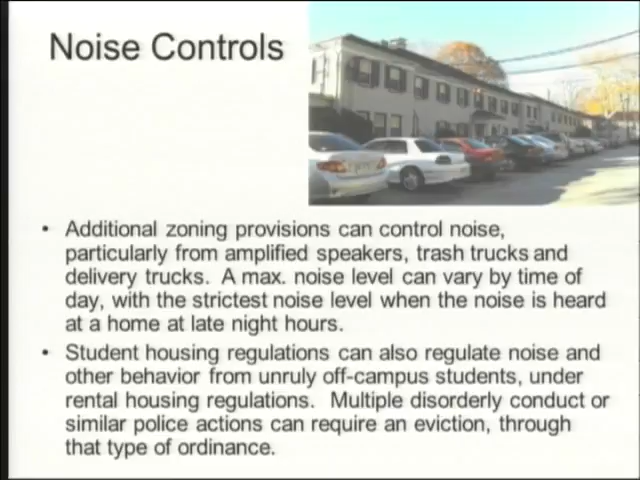 Noise Controls
• Additional zoning provisions can control noise,
particularly from amplified speakers, trash trucks and
delivery trucks.  A max. noise level can vary by time of
day, with the strictest noise level when the noise is heard
at a home at late night hours.
• Student housing regulations can also regulate noise and
other behavior from unruly off-campus students, under
rental housing regulations.  Multiple disorderly conduct or
similar police actions can require an eviction, through
that type of ordinance.